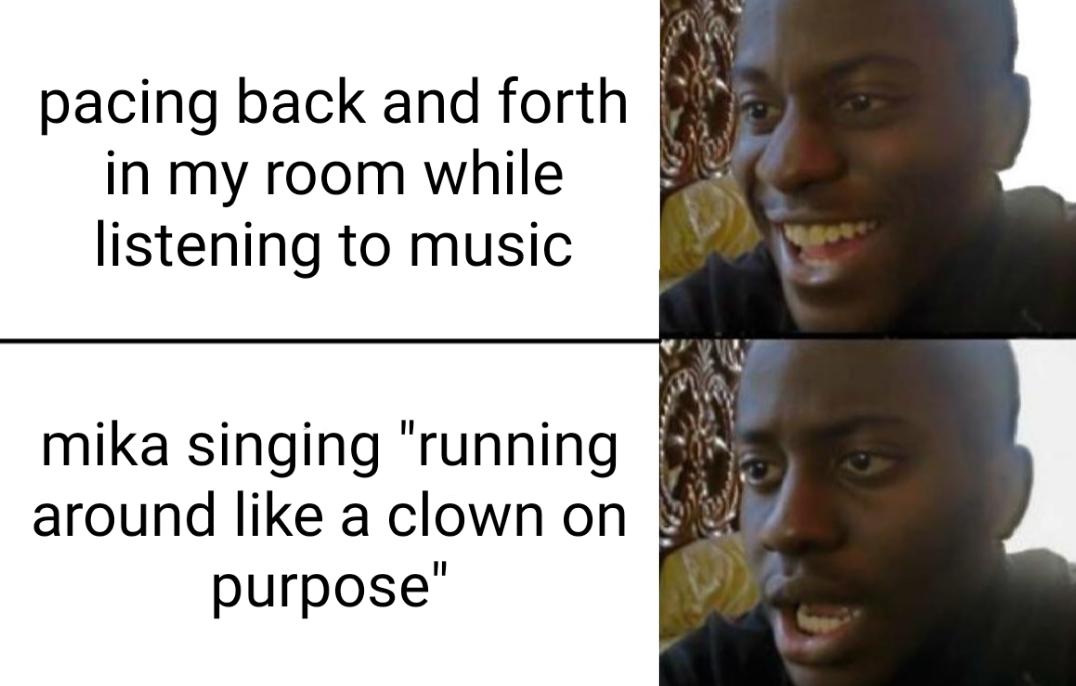 pacing back and forth
in my room while
listening to music
mika singing "running
around like a clown on
purpose"